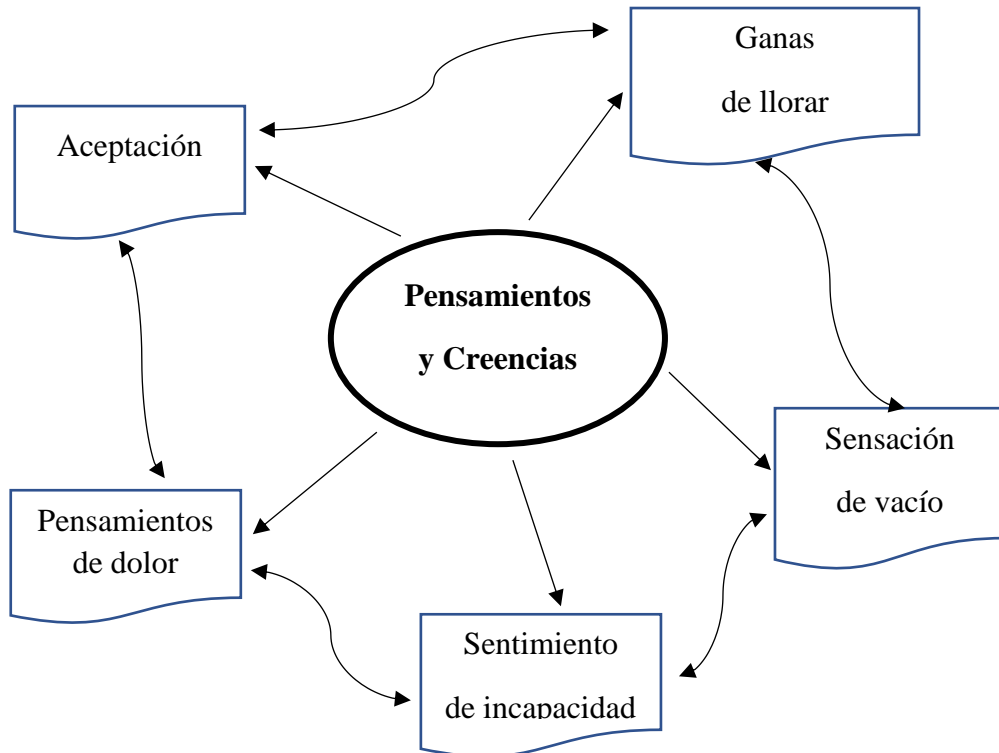 Ganas
de llorar
Aceptación
Pensamientos
y Creencias
Sensación
de vacío
Pensamientos
de dolor
Sentimiento
de incapacidad